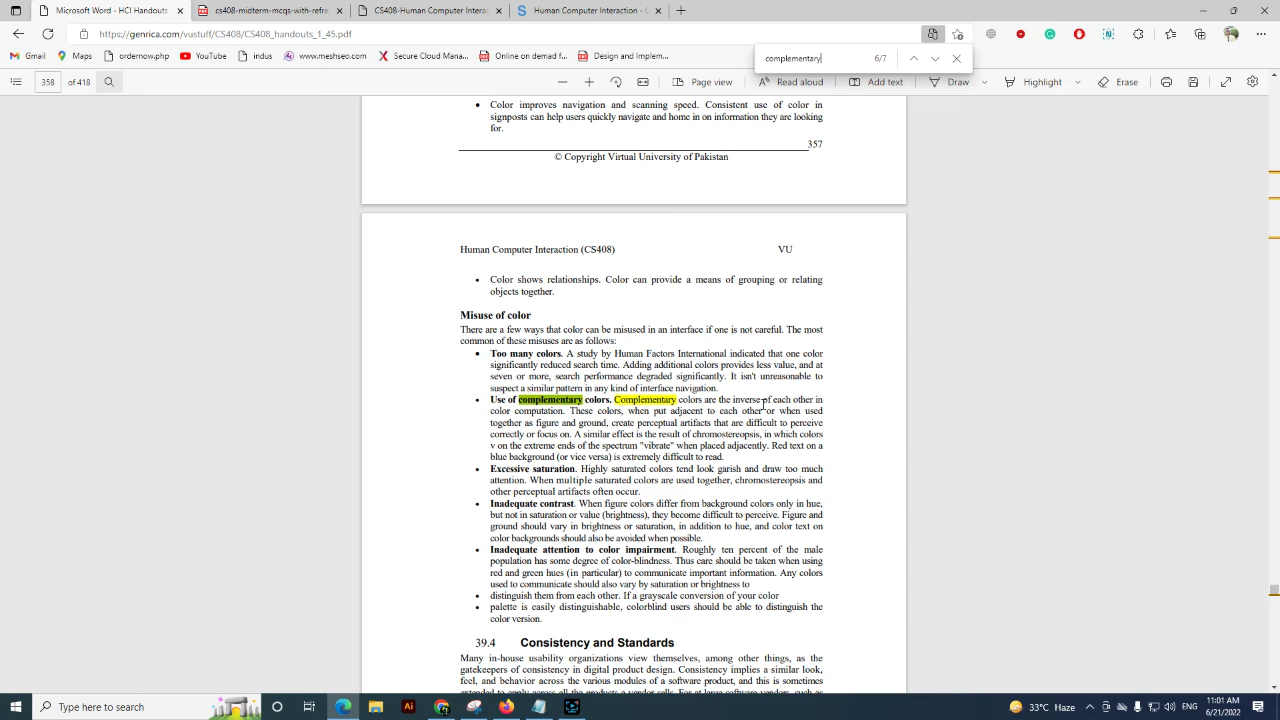 Microsoft Word - HCI Handouts
cs408-midterm-mcqs-with-refre
CS408-Human Computer Interact
Human Computer Interaction - C
https://genrica.com/vustuff/CS408/CS408_handouts_1_45.pdf
Gmail
Maps
ordernow.php
YouTube
indus
meshseo.com
Secure Cloud Mana...
Online on demad f...
Design and Implem...
complementary
6/7
358 of 418
Page view
Read aloud
Add text
Draw
Highlight
Erase
• Color improves navigation and scanning speed. Consistent use of color in
signposts can help users quickly navigate and home in on information they are looking
for.
357
© Copyright Virtual University of Pakistan
Human Computer Interaction (CS408) VU
• Color shows relationships. Color can provide a means of grouping or relating
objects together.
Misuse of color
There are a few ways that color can be misused in an interface if one is not careful. The most
common of these misuses are as follows:
• Too many colors. A study by Human Factors International indicated that one color
significantly reduced search time. Adding additional colors provides less value, and at
seven or more, search performance degraded significantly. It isn't unreasonable to
suspect a similar pattern in any kind of interface navigation.
• Use of complementary colors. Complementary colors are the inverse of each other in
color computation. These colors, when put adjacent to each other or when used
together as figure and ground, create perceptual artifacts that are difficult to perceive
correctly or focus on. A similar effect is the result of chromostereopsis, in which colors
v on the extreme ends of the spectrum "vibrate" when placed adjacently. Red text on a
blue background (or vice versa) is extremely difficult to read.
• Excessive saturation. Highly saturated colors tend look garish and draw too much
attention. When multiple saturated colors are used together, chromostereopsis and
other perceptual artifacts often occur.
• Inadequate contrast. When figure colors differ from background colors only in hue,
but not in saturation or value (brightness), they become difficult to perceive. Figure and
ground should vary in brightness or saturation, in addition to hue, and color text on
color backgrounds should also be avoided when possible.
• Inadequate attention to color impairment. Roughly ten percent of the male
population has some degree of color-blindness. Thus care should be taken when using
red and green hues (in particular) to communicate important information. Any colors
used to communicate should also vary by saturation or brightness to
• distinguish them from each other. If a grayscale conversion of your color
• palette is easily distinguishable, colorblind users should be able to distinguish the
color version.
39.4 Consistency and Standards
Many in-house usability organizations view themselves, among other things, as the
gatekeepers of consistency in digital product design. Consistency implies a similar look,
feel, and behavior across the various modules of a software product, and this is sometimes
extended to apply across all the products a vendor sells. For at large software vendors, such as
Type here to search
33°C Haze
ENG
11:01 AM
6/21/2022